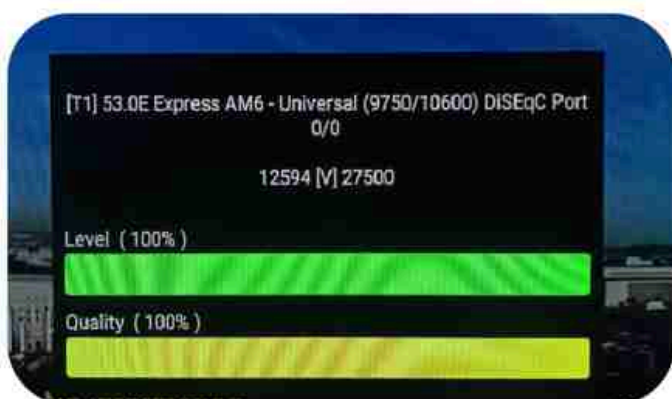 [T1] 53.0E Express AM6 - Universal (9750/10600) DiSEqC Port
0/0
12594 [V] 27500
Level ( 100% )
Quality ( 100% )